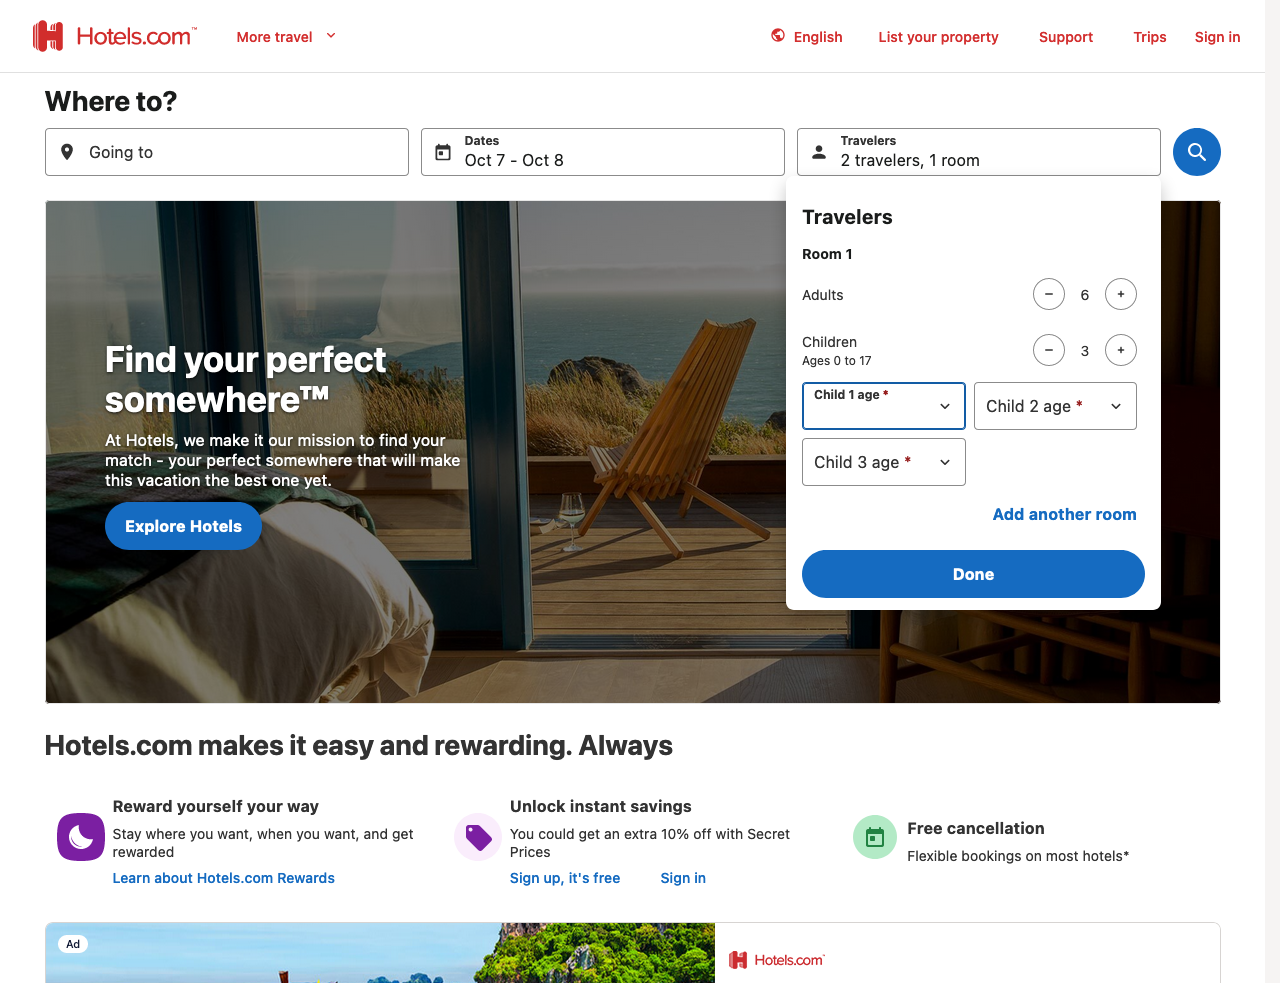 Hotels.com™
More travel
English
List your property
Support
Trips
Sign in
Where to?
Going to
Dates
Oct 7 - Oct 8
Travelers
2 travelers, 1 room
Travelers
Room 1
Adults
6
Children
Ages 0 to 17
3
Child 1 age *
Child 2 age *
Child 3 age *
Add another room
Done
Find your perfect
somewhere™
At Hotels, we make it our mission to find your
match - your perfect somewhere that will make
this vacation the best one yet.
Explore Hotels
Hotels.com makes it easy and rewarding. Always
Reward yourself your way
Stay where you want, when you want, and get
rewarded
Learn about Hotels.com Rewards
Unlock instant savings
You could get an extra 10% off with Secret
Prices
Sign up, it's free
Sign in
Free cancellation
Flexible bookings on most hotels*
Ad
Hotels.com